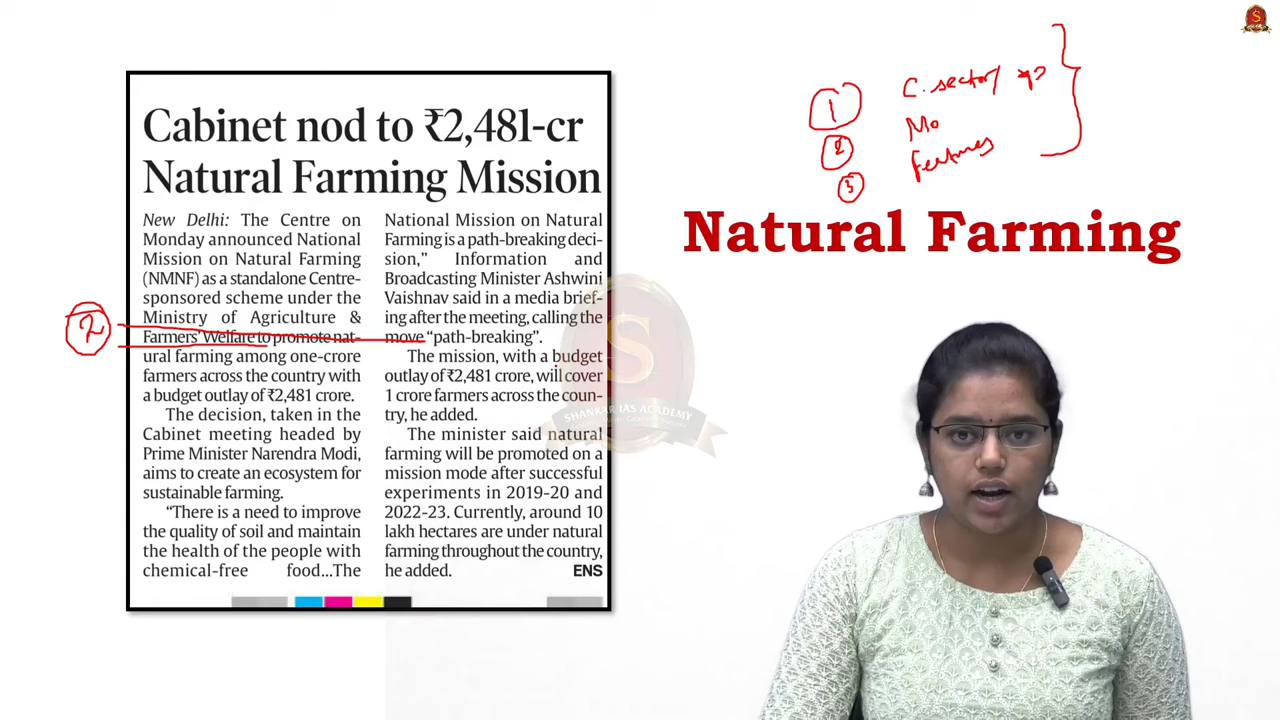 Cabinet nod to ₹2,481-cr
Natural Farming Mission
New Delhi: The Centre on
Monday announced National
Mission on Natural Farming
(NMNF) as a standalone Centre-
sponsored scheme under the
Ministry of Agriculture &
Farmers' Welfare to promote nat-
ural farming among one-crore
farmers across the country with
a budget outlay of ₹2,481 crore.
The decision, taken in the
Cabinet meeting headed by
Prime Minister Narendra Modi,
aims to create an ecosystem for
sustainable farming.
“There is a need to improve
the quality of soil and maintain
the health of the people with
chemical-free food...The
National Mission on Natural
Farming is a path-breaking deci-
sion,” Information and
Broadcasting Minister Ashwini
Vaishnav said in a media brief-
ing after the meeting, calling the
move “path-breaking”.
The mission, with a budget
outlay of ₹2,481 crore, will cover
1 crore farmers across the coun-
try, he added.
The minister said natural
farming will be promoted on a
mission mode after successful
experiments in 2019-20 and
2022-23. Currently, around 10
lakh hectares are under natural
farming throughout the country,
he added. ENS
2
1 C. sector/
2 Mo
3 Features
Natural Farming
S
SHANKAR IAS ACADEMY